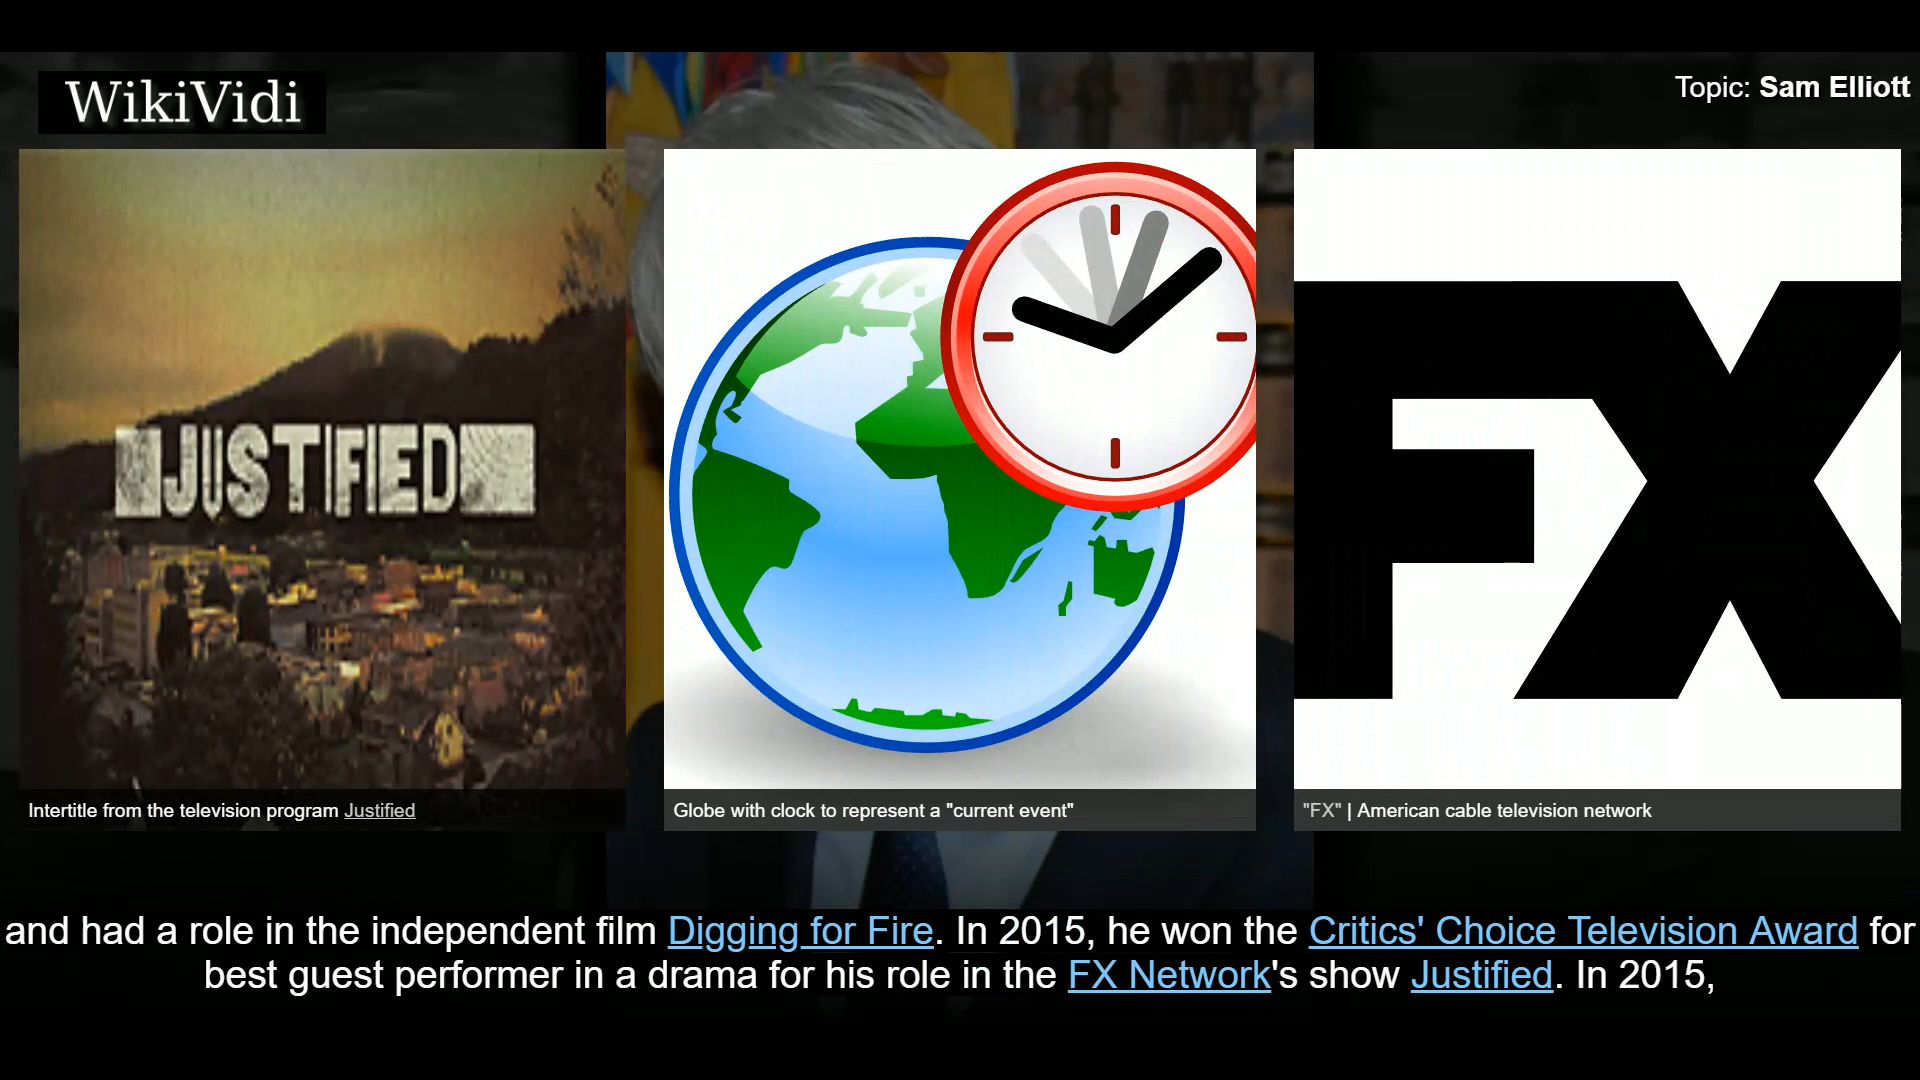 WikiVidi
Topic: Sam Elliott
JUSTIFIED
FX
Intertitle from the television program Justified
Globe with clock to represent a "current event"
"FX" | American cable television network
and had a role in the independent film Digging for Fire. In 2015, he won the Critics' Choice Television Award for
best guest performer in a drama for his role in the FX Network's show Justified. In 2015,